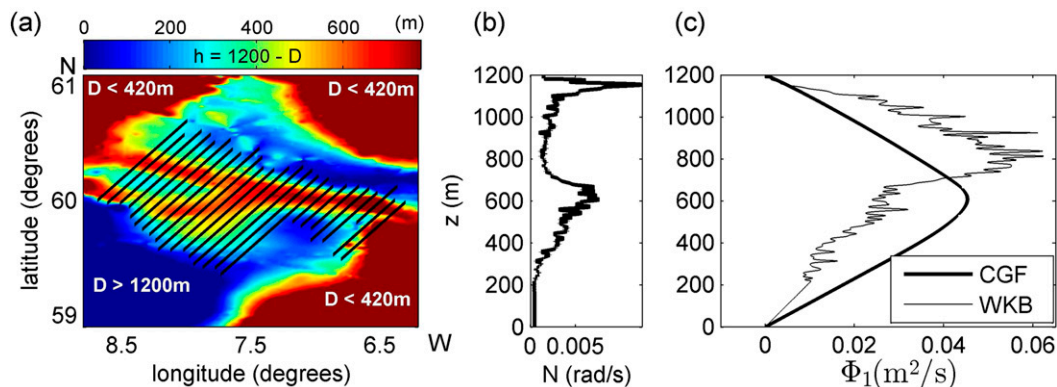 (a)
0 200 400 600 (m)
h = 1200 - D
N
61
60
59
latitude (degrees)
D < 420m
D < 420m
D > 1200m
D < 420m
8.5 7.5 6.5 W
longitude (degrees)
(b)
1200
1000
800
600
400
200
0
z (m)
0 0.005
N (rad/s)
(c)
1200
1000
800
600
400
200
0
CGF
WKB
0 0.02 0.04 0.06
Φ₁(m²/s)